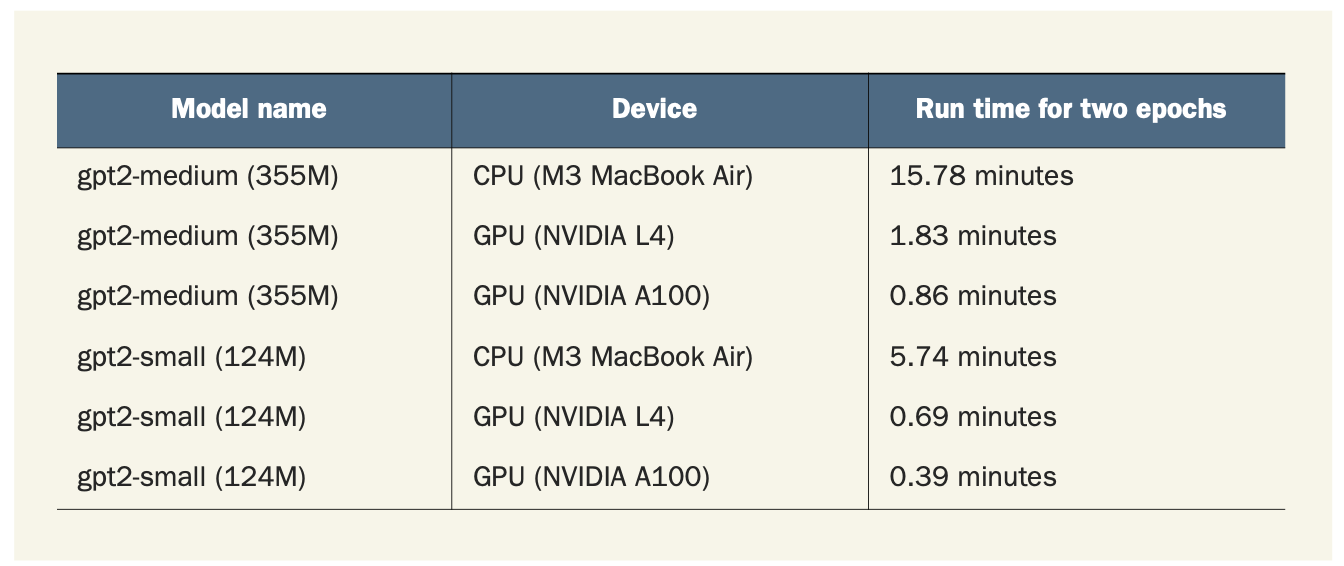 Model name Device Run time for two epochs
gpt2-medium (355M) CPU (M3 MacBook Air) 15.78 minutes
gpt2-medium (355M) GPU (NVIDIA L4) 1.83 minutes
gpt2-medium (355M) GPU (NVIDIA A100) 0.86 minutes
gpt2-small (124M) CPU (M3 MacBook Air) 5.74 minutes
gpt2-small (124M) GPU (NVIDIA L4) 0.69 minutes
gpt2-small (124M) GPU (NVIDIA A100) 0.39 minutes